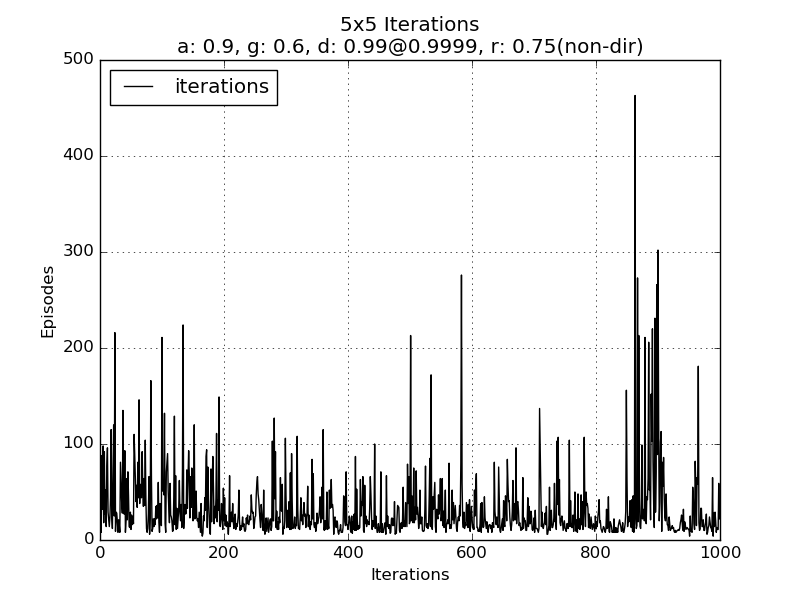 5x5 Iterations
a: 0.9, g: 0.6, d: 0.99@0.9999, r: 0.75(non-dir)
iterations
500
400
300
200
100
0
Episodes
0 200 400 600 800 1000
Iterations